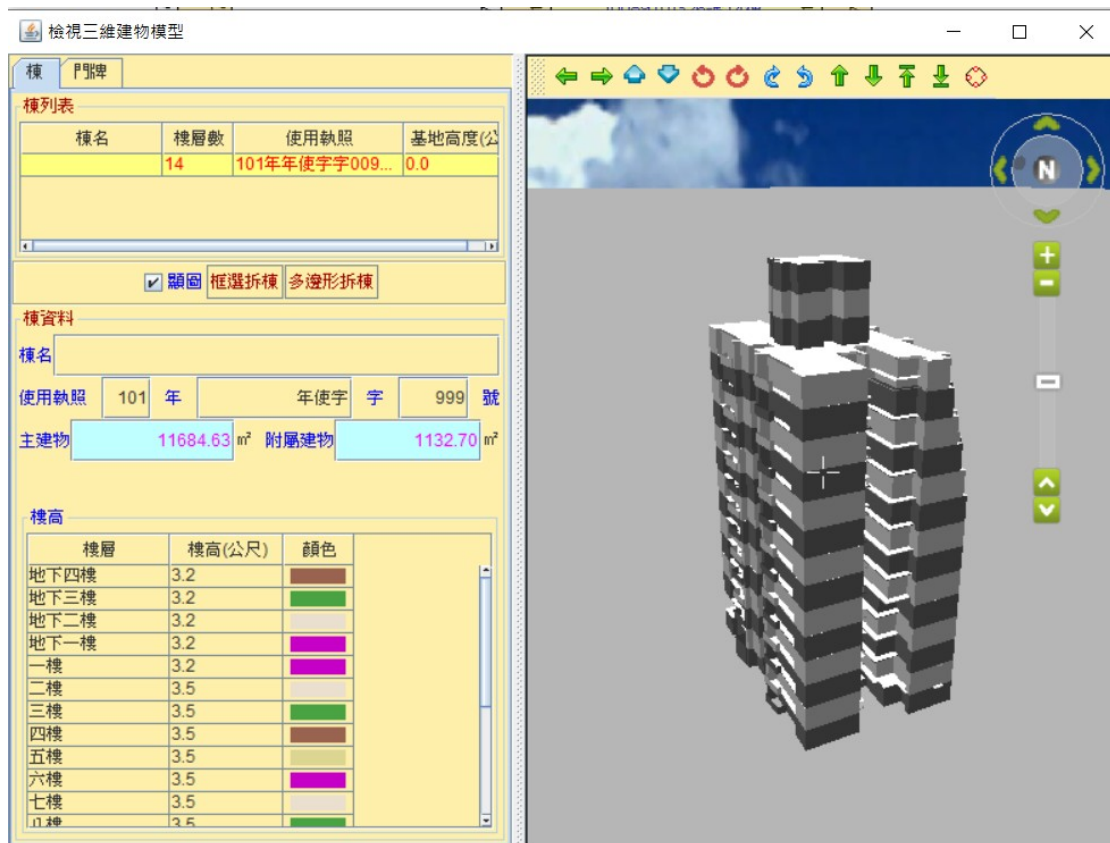 檢視三維建物模型
棟 門牌
棟列表
棟名 樓層數 使用執照 基地高度(公
14 101年年使字字009... 0.0
顯圖 框選拆棟 多邊形拆棟
棟資料
棟名
使用執照 101 年 年使字 字 999 號
主建物 11684.63 m² 附屬建物 1132.70 m²
樓高
樓層 樓高(公尺) 顏色
地下四樓 3.2
地下三樓 3.2
地下二樓 3.2
地下一樓 3.2
一樓 3.2
二樓 3.5
三樓 3.5
四樓 3.5
五樓 3.5
六樓 3.5
七樓 3.5
八樓 3.5
N